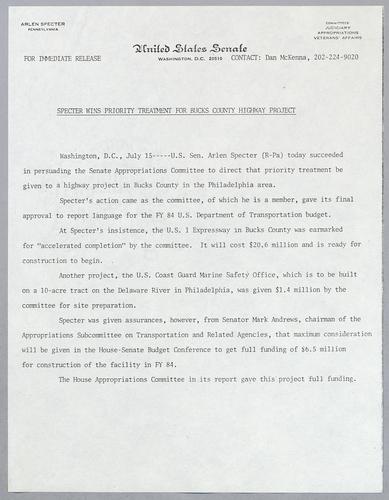 ARLEN SPECTER
PENNSYLVANIA
COMMITTEES:
JUDICIARY
APPROPRIATIONS
VETERANS' AFFAIRS
United States Senate
WASHINGTON, D.C. 20510
FOR IMMEDIATE RELEASE
CONTACT: Dan McKenna, 202-224-9020
SPECTER WINS PRIORITY TREATMENT FOR BUCKS COUNTY HIGHWAY PROJECT
Washington, D.C., July 15-----U.S. Sen. Arlen Specter (R-Pa) today succeeded
in persuading the Senate Appropriations Committee to direct that priority treatment be
given to a highway project in Bucks County in the Philadelphia area.
Specter's action came as the committee, of which he is a member, gave its final
approval to report language for the FY 84 U.S. Department of Transportation budget.
At Specter's insistence, the U.S. 1 Expressway in Bucks County was earmarked
for "accelerated completion" by the committee. It will cost $20.6 million and is ready for
construction to begin.
Another project, the U.S. Coast Guard Marine Safety Office, which is to be built
on a 10-acre tract on the Delaware River in Philadelphia, was given $1.4 million by the
committee for site preparation.
Specter was given assurances, however, from Senator Mark Andrews, chairman of the
Appropriations Subcommittee on Transportation and Related Agencies, that maximum consideration
will be given in the House-Senate Budget Conference to get full funding of $6.5 million
for construction of the facility in FY 84.
The House Appropriations Committee in its report gave this project full funding.